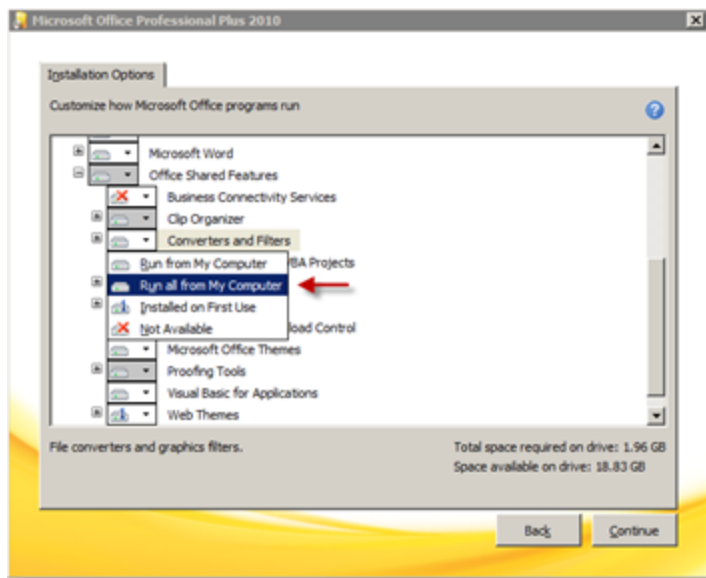 Microsoft Office Professional Plus 2010
Installation Options
Customize how Microsoft Office programs run
Microsoft Word
Office Shared Features
Business Connectivity Services
Clip Organizer
Converters and Filters
Run from My Computer
VBA Projects
Run all from My Computer
Installed on First Use
Not Available
load Control
Microsoft Office Themes
Proofing Tools
Visual Basic for Applications
Web Themes
File converters and graphics filters.
Total space required on drive: 1.96 GB
Space available on drive: 18.83 GB
Back
Continue